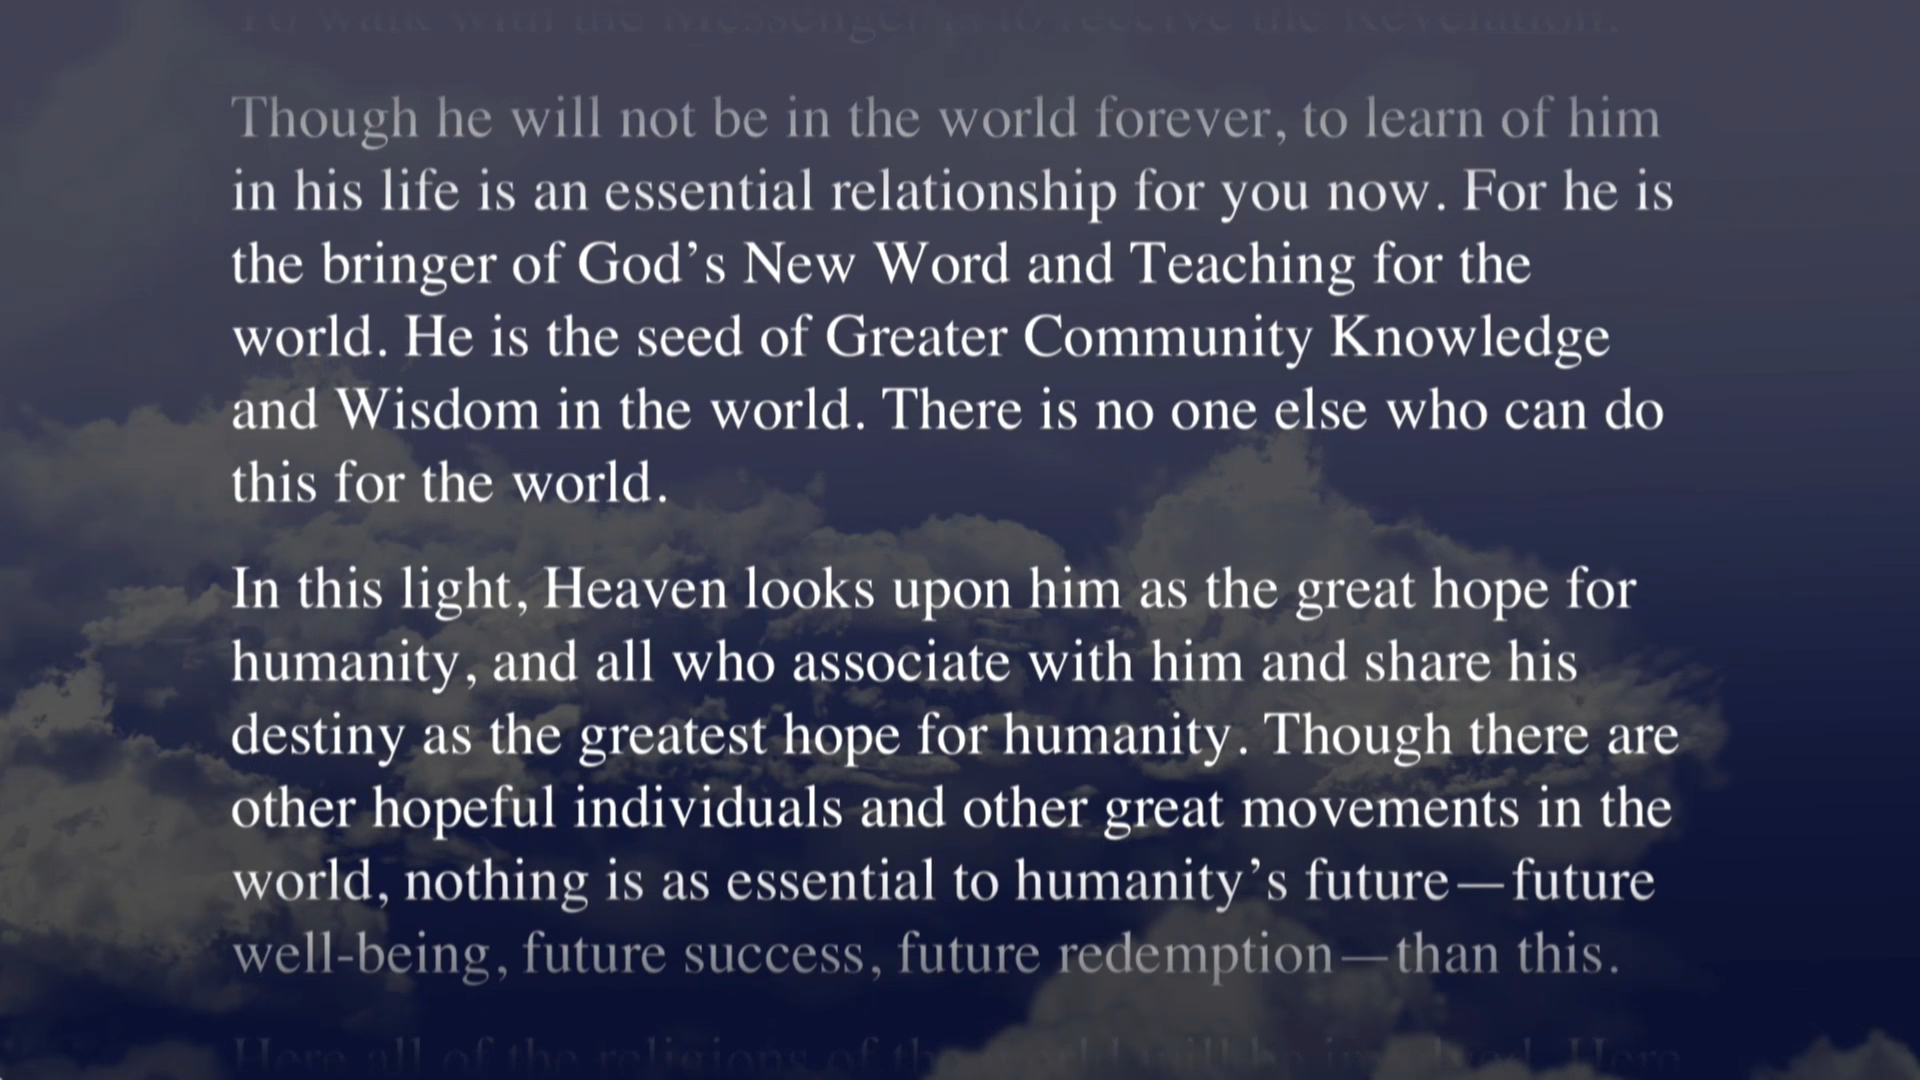 To walk with the Messenger is to receive the Revelation.
Though he will not be in the world forever, to learn of him
in his life is an essential relationship for you now. For he is
the bringer of God’s New Word and Teaching for the
world. He is the seed of Greater Community Knowledge
and Wisdom in the world. There is no one else who can do
this for the world.
In this light, Heaven looks upon him as the great hope for
humanity, and all who associate with him and share his
destiny as the greatest hope for humanity. Though there are
other hopeful individuals and other great movements in the
world, nothing is as essential to humanity’s future—future
well-being, future success, future redemption—than this.
Here all of the religions of the world will be Here